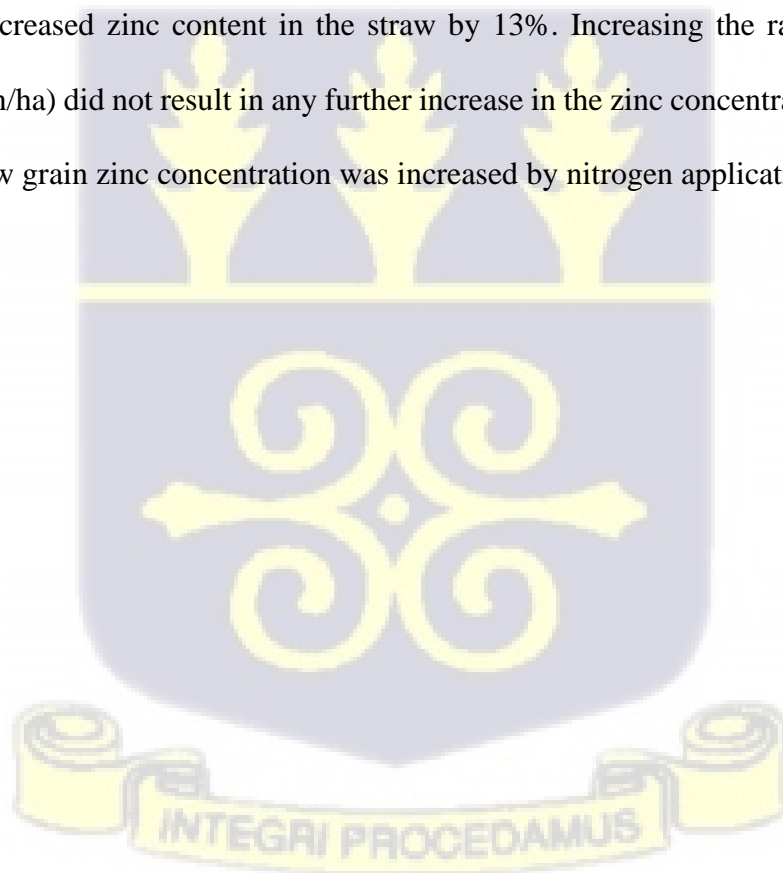 creased zinc content in the straw by 13%. Increasing the ra
/ha) did not result in any further increase in the zinc concentra
grain zinc concentration was increased by nitrogen applicat
INTEGRI PROCEDAMUS